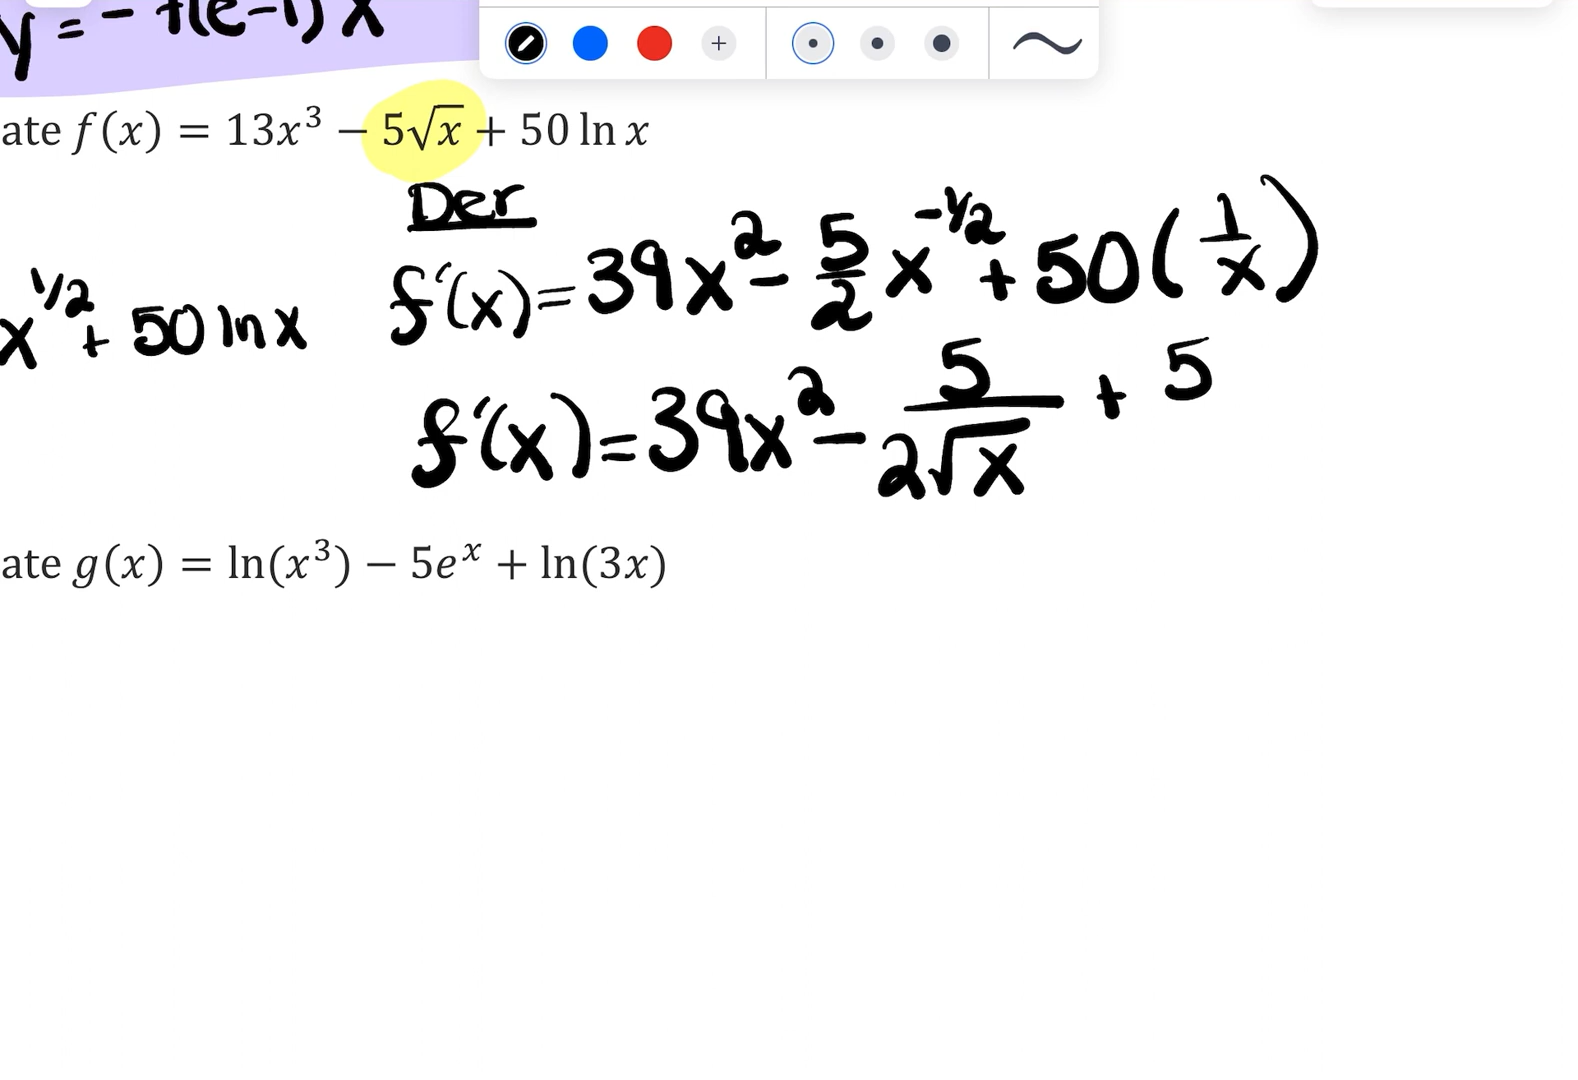 y = - 7(e-1) x
ate f(x) = 13x³ − 5√x + 50 ln x
Der
x^1/2 + 50 ln x
f'(x) = 39x² - 5/2 x^-1/2 + 50(1/x)
f'(x) = 39x² - 5/(2√x) + 5
ate g(x) = ln(x³) − 5eˣ + ln(3x)